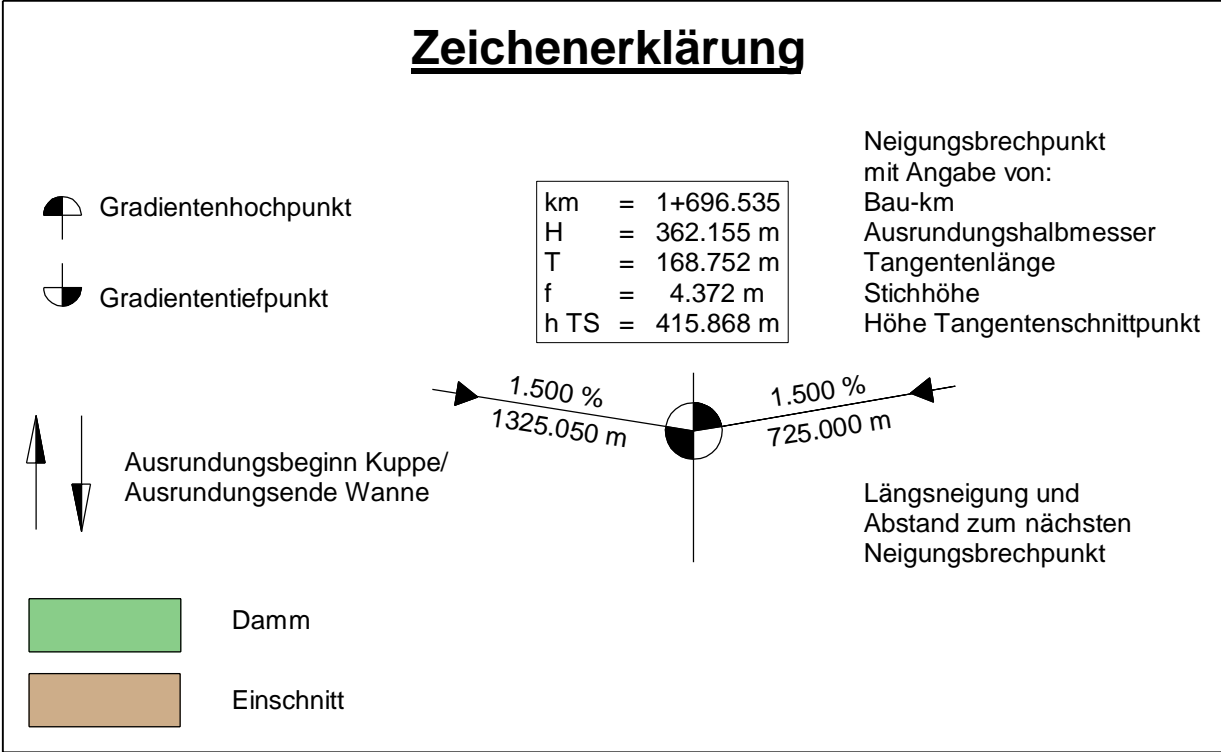 Zeichenerklärung
Gradientenhochpunkt
Gradiententiefpunkt
Ausrundungsbeginn Kuppe/
Ausrundungsende Wanne
Damm
Einschnitt
km = 1+696.535
H = 362.155 m
T = 168.752 m
f = 4.372 m
h TS = 415.868 m
Neigungsbrechpunkt
mit Angabe von:
Bau-km
Ausrundungshalbmesser
Tangentenlänge
Stichhöhe
Höhe Tangentenschnittpunkt
1.500 %
1325.050 m
1.500 %
725.000 m
Längsneigung und
Abstand zum nächsten
Neigungsbrechpunkt